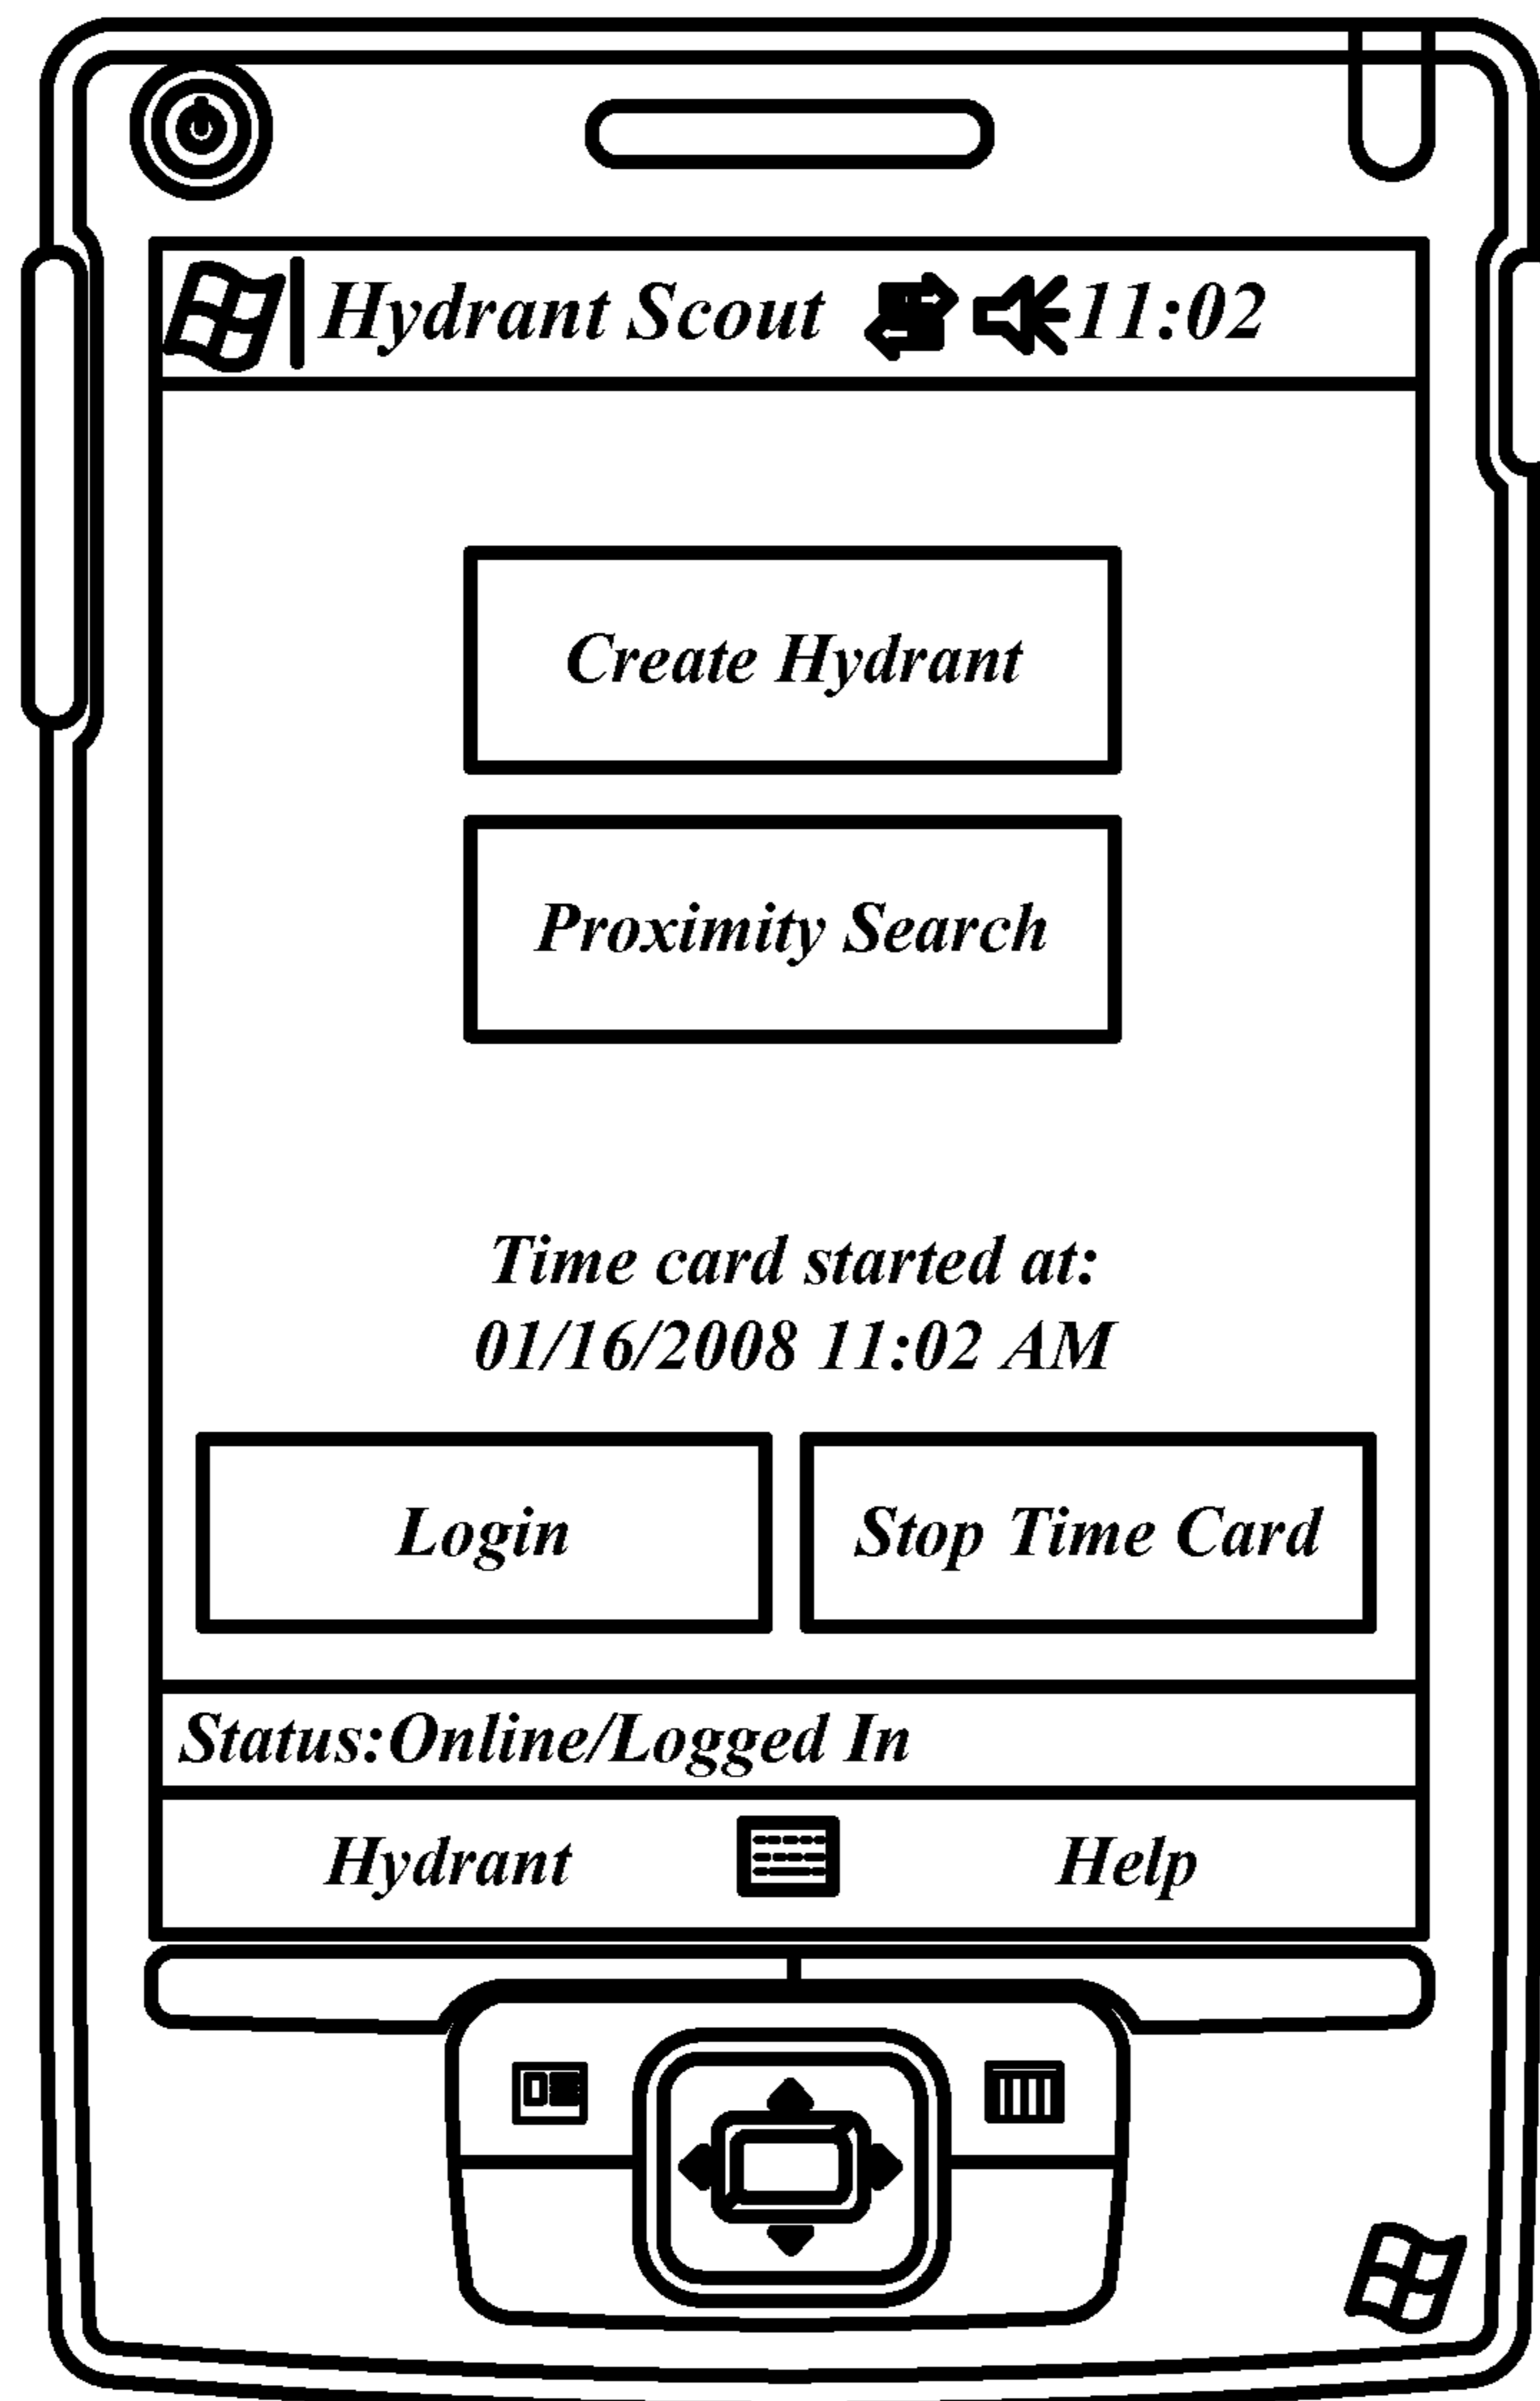 Hydrant Scout 11:02
Create Hydrant
Proximity Search
Time card started at:
01/16/2008 11:02 AM
Login Stop Time Card
Status:Online/Logged In
Hydrant Help